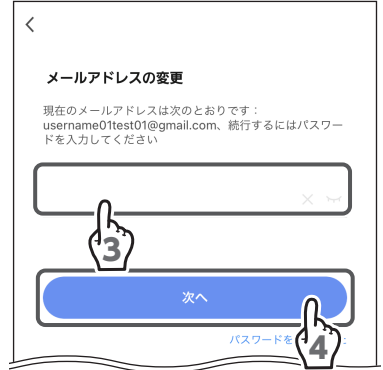 メールアドレスの変更
現在のメールアドレスは次のとおりです：
username01test01@gmail.com、続行するにはパスワー
ドを入力してください
3
次へ
パスワードを
4